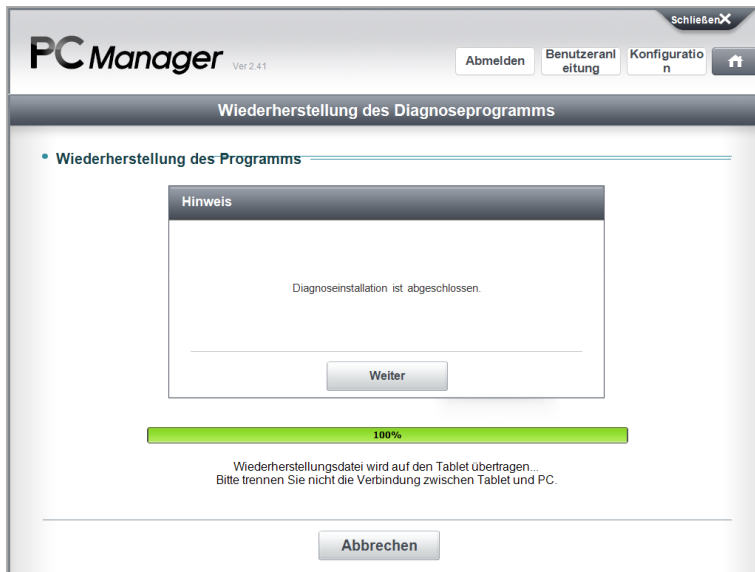 Schließen
PC Manager Ver 2.41
Abmelden
Benutzeranl
eitung
Konfiguratio
n
Wiederherstellung des Diagnoseprogramms
Wiederherstellung des Programms
Hinweis
Diagnoseinstallation ist abgeschlossen.
Weiter
100%
Wiederherstellungsdatei wird auf den Tablet übertragen...
Bitte trennen Sie nicht die Verbindung zwischen Tablet und PC.
Abbrechen